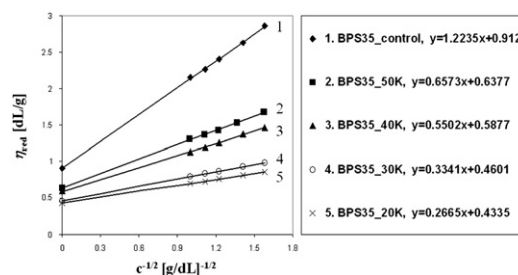 3
2.5
2
1.5
1
0.5
0
ηred [dL/g]
1
2
3
4
5
0 0.3 0.6 0.9 1.2 1.5 1.8
c-1/2 [g/dL]-1/2
1. BPS35_control, y=1.2235x+0.912
2. BPS35_50K, y=0.6573x+0.6377
3. BPS35_40K, y=0.5502x+0.5877
4. BPS35_30K, y=0.3341x+0.4601
5. BPS35_20K, y=0.2665x+0.4335